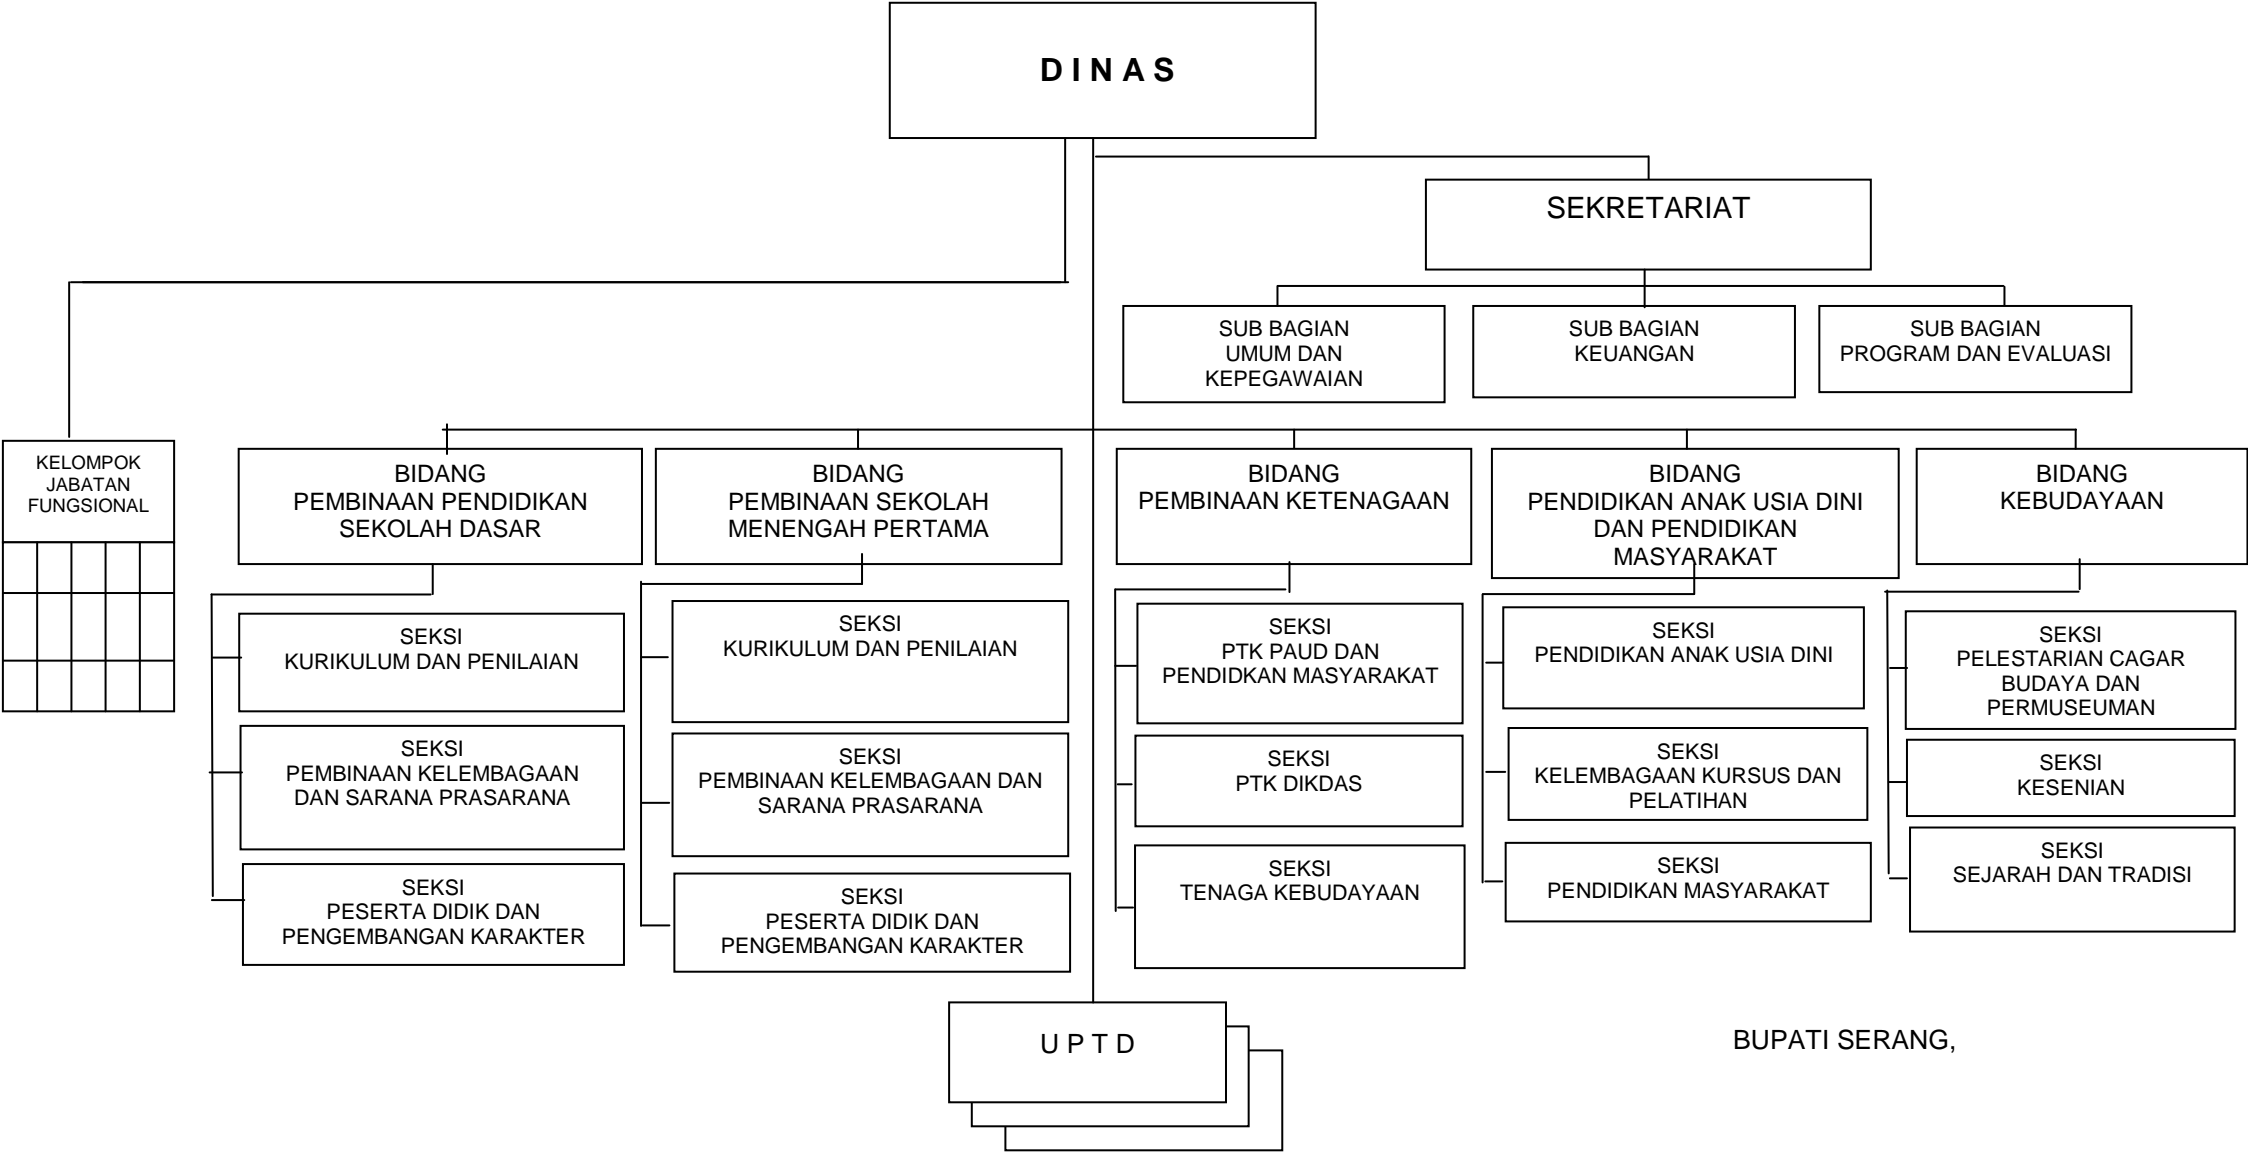 D I N A S
SEKRETARIAT
SUB BAGIAN
UMUM DAN
KEPEGAWAIAN
SUB BAGIAN
KEUANGAN
SUB BAGIAN
PROGRAM DAN EVALUASI
KELOMPOK
JABATAN
FUNGSIONAL
BIDANG
PEMBINAAN PENDIDIKAN
SEKOLAH DASAR
BIDANG
PEMBINAAN SEKOLAH
MENENGAH PERTAMA
BIDANG
PEMBINAAN KETENAGAAN
BIDANG
PENDIDIKAN ANAK USIA DINI
DAN PENDIDIKAN
MASYARAKAT
BIDANG
KEBUDAYAAN
SEKSI
KURIKULUM DAN PENILAIAN
SEKSI
PEMBINAAN KELEMBAGAAN
DAN SARANA PRASARANA
SEKSI
PESERTA DIDIK DAN
PENGEMBANGAN KARAKTER
SEKSI
KURIKULUM DAN PENILAIAN
SEKSI
PEMBINAAN KELEMBAGAAN DAN
SARANA PRASARANA
SEKSI
PESERTA DIDIK DAN
PENGEMBANGAN KARAKTER
SEKSI
PTK PAUD DAN
PENDIDKAN MASYARAKAT
SEKSI
PTK DIKDAS
SEKSI
TENAGA KEBUDAYAAN
SEKSI
PENDIDIKAN ANAK USIA DINI
SEKSI
KELEMBAGAAN KURSUS DAN
PELATIHAN
SEKSI
PENDIDIKAN MASYARAKAT
SEKSI
PELESTARIAN CAGAR
BUDAYA DAN
PERMUSEUMAN
SEKSI
KESENIAN
SEKSI
SEJARAH DAN TRADISI
U P T D
BUPATI SERANG,